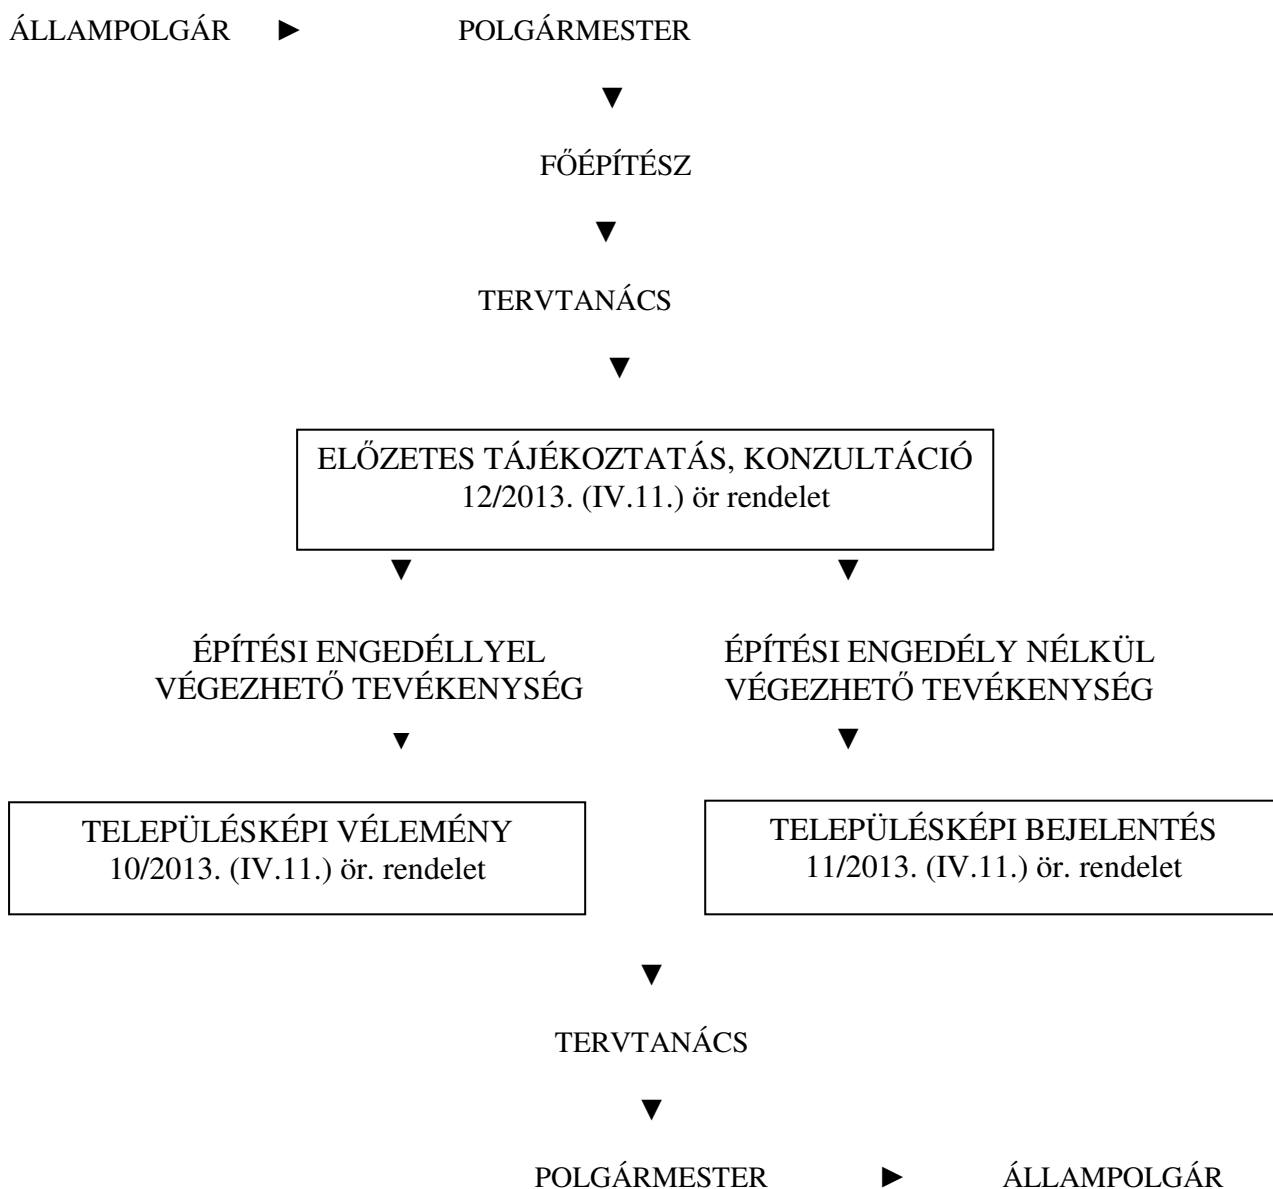 ÁLLAMPOLGÁR ► POLGÁRMESTER
▼
FŐÉPÍTÉSZ
▼
TERVTANÁCS
▼
ELŐZETES TÁJÉKOZTATÁS, KONZULTÁCIÓ
12/2013. (IV.11.) ör rendelet
▼ ▼
ÉPÍTÉSI ENGEDÉLLYEL
VÉGEZHETŐ TEVÉKENYSÉG
ÉPÍTÉSI ENGEDÉLY NÉLKÜL
VÉGEZHETŐ TEVÉKENYSÉG
▼ ▼
TELEPÜLÉSKÉPI VÉLEMÉNY
10/2013. (IV.11.) ör. rendelet
TELEPÜLÉSKÉPI BEJELENTÉS
11/2013. (IV.11.) ör. rendelet
▼
TERVTANÁCS
▼
POLGÁRMESTER ► ÁLLAMPOLGÁR